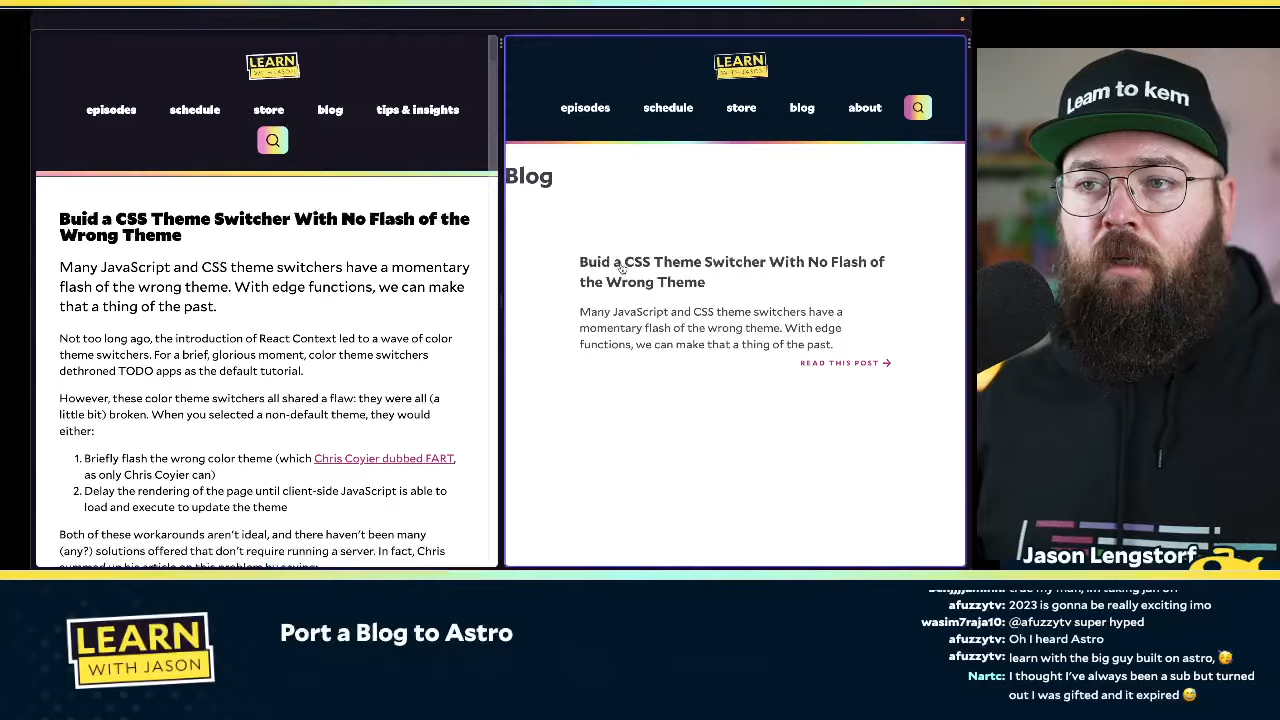 LEARN
WITH JASON
episodes schedule store blog tips & insights
Buid a CSS Theme Switcher With No Flash of the
Wrong Theme
Many JavaScript and CSS theme switchers have a momentary
flash of the wrong theme. With edge functions, we can make
that a thing of the past.
Not too long ago, the introduction of React Context led to a wave of color
theme switchers. For a brief, glorious moment, color theme switchers
dethroned TODO apps as the default tutorial.
However, these color theme switchers all shared a flaw: they were all (a
little bit) broken. When you selected a non-default theme, they would
either:
1. Briefly flash the wrong color theme (which Chris Coyier dubbed FART,
as only Chris Coyier can)
2. Delay the rendering of the page until client-side JavaScript is able to
load and execute to update the theme
Both of these workarounds aren't ideal, and there haven't been many
(any?) solutions offered that don't require running a server. In fact, Chris
summed up his article on this problem by saying:
LEARN
WITH JASON
episodes schedule store blog about
Blog
Buid a CSS Theme Switcher With No Flash of
the Wrong Theme
Many JavaScript and CSS theme switchers have a
momentary flash of the wrong theme. With edge
functions, we can make that a thing of the past.
READ THIS POST →
Learn to kern
Jason Lengstorf
LEARN
WITH JASON
Port a Blog to Astro
afuzzytv: 2023 is gonna be really exciting imo
wasim7raja10: @afuzzytv super hyped
afuzzytv: Oh I heard Astro
afuzzytv: learn with the big guy built on astro, 🥳
Nartc: I thought I've always been a sub but turned
out I was gifted and it expired 😅